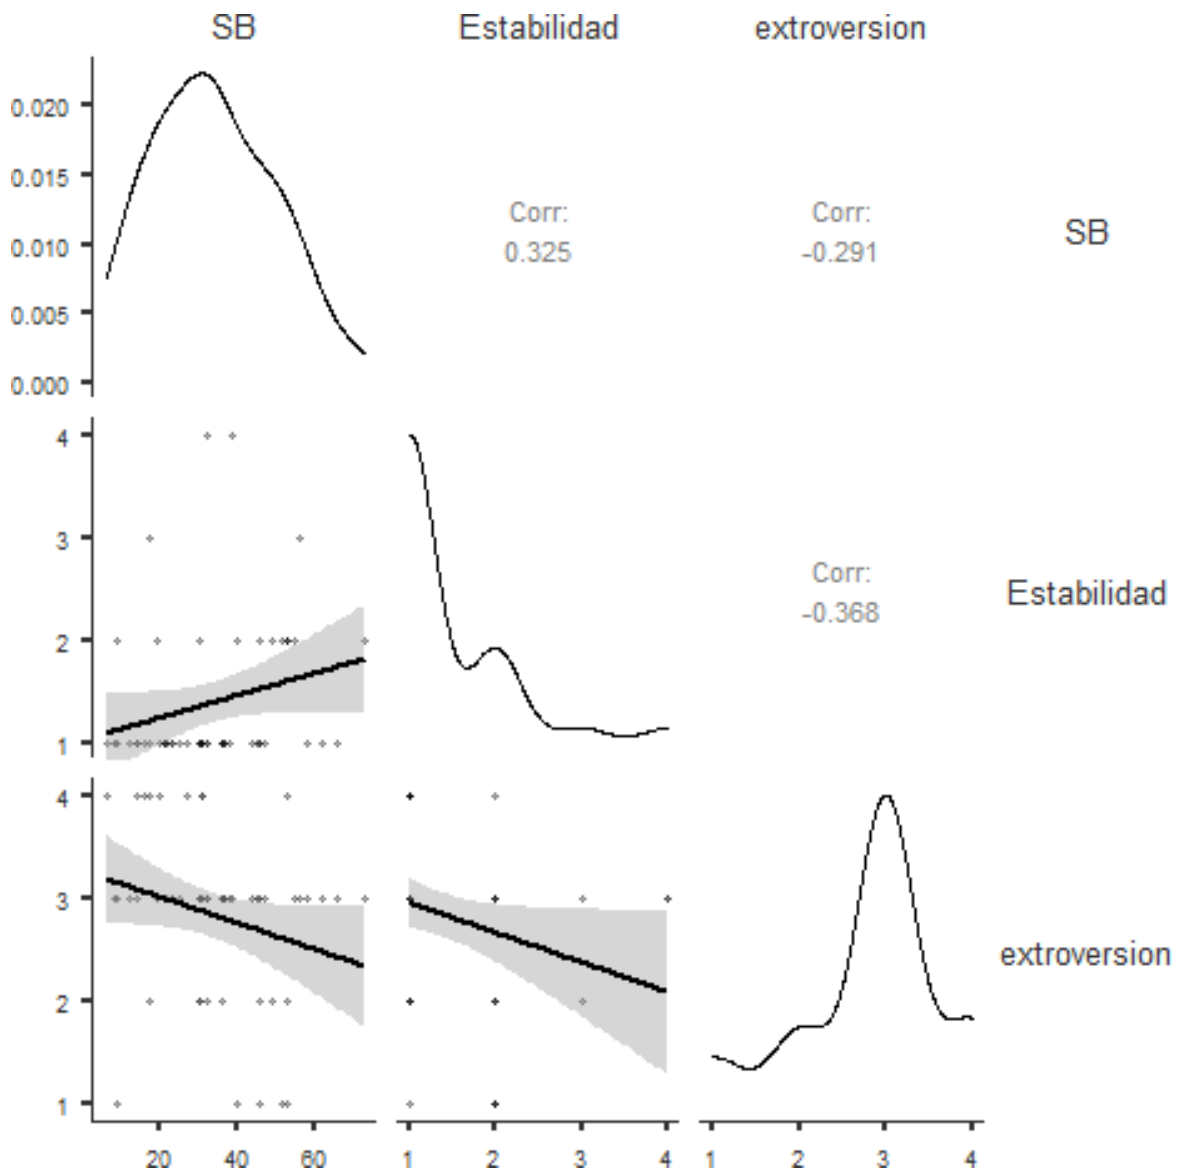 SB Estabilidad extroversion
0.020
0.015
0.010
0.005
0.000
Corr:
0.325
Corr:
-0.291
SB
4
3
2
1
Corr:
-0.368
Estabilidad
4
3
2
1
extroversion
20 40 60 1 2 3 4 1 2 3 4